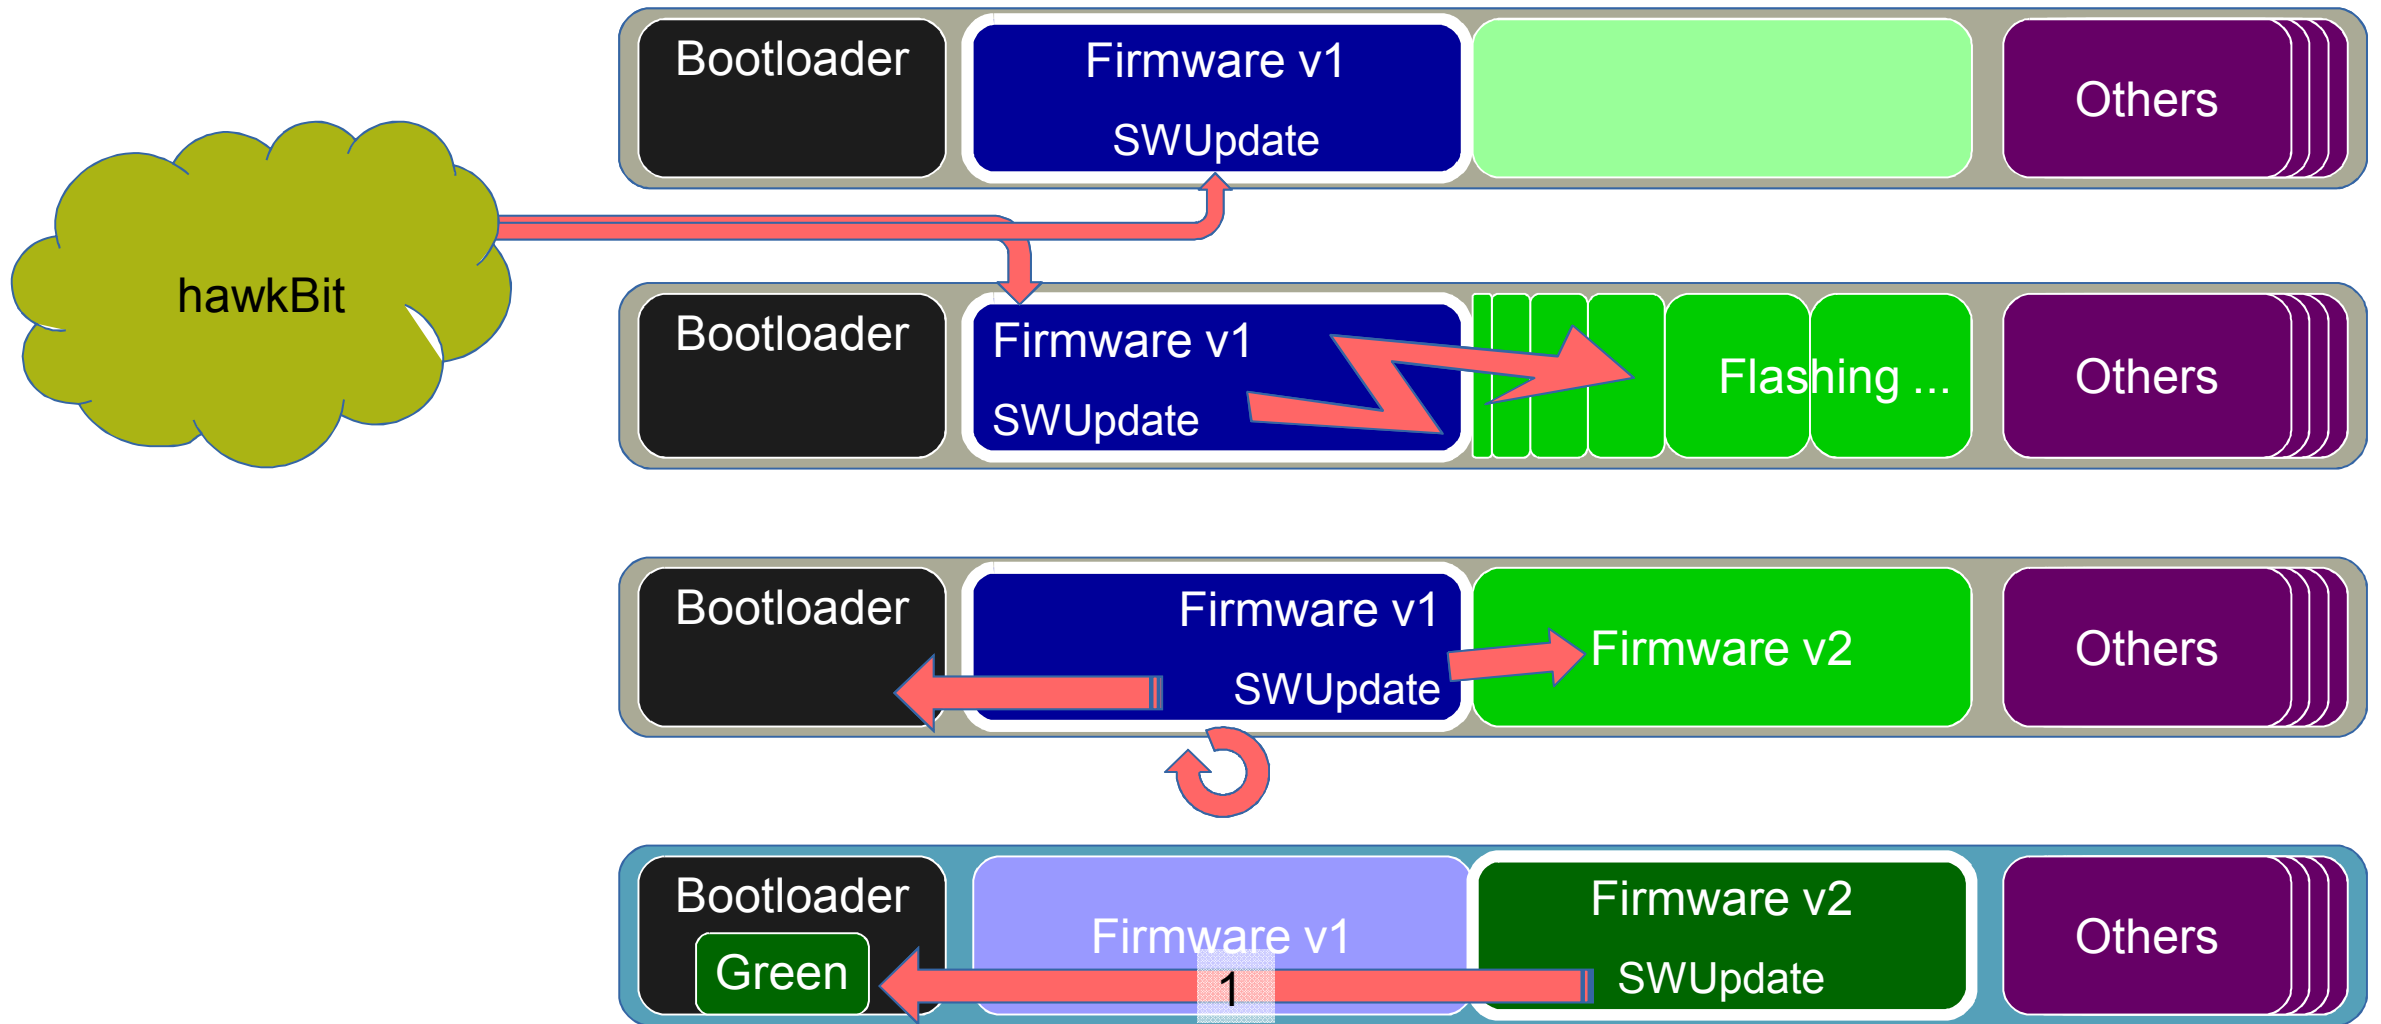 Bootloader
Firmware v1
SWUpdate
Others
hawkBit
Bootloader
Firmware v1
SWUpdate
Flashing ...
Others
Bootloader
Firmware v1
SWUpdate
Firmware v2
Others
Bootloader
Green
Firmware v1
1
Firmware v2
SWUpdate
Others